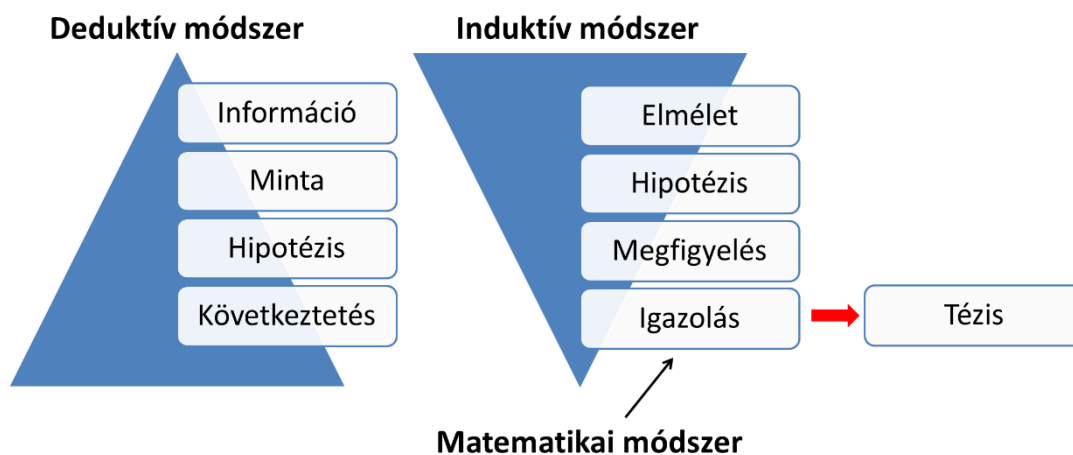 Deduktív módszer
Információ
Minta
Hipotézis
Következtetés
Induktív módszer
Elmélet
Hipotézis
Megfigyelés
Igazolás
Tézis
Matematikai módszer